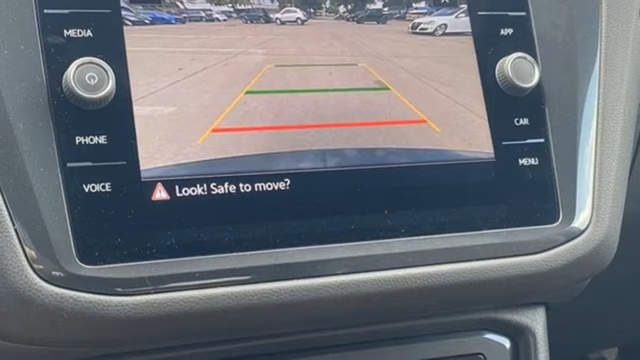 MEDIA
APP
PHONE
CAR
MENU
VOICE
Look! Safe to move?